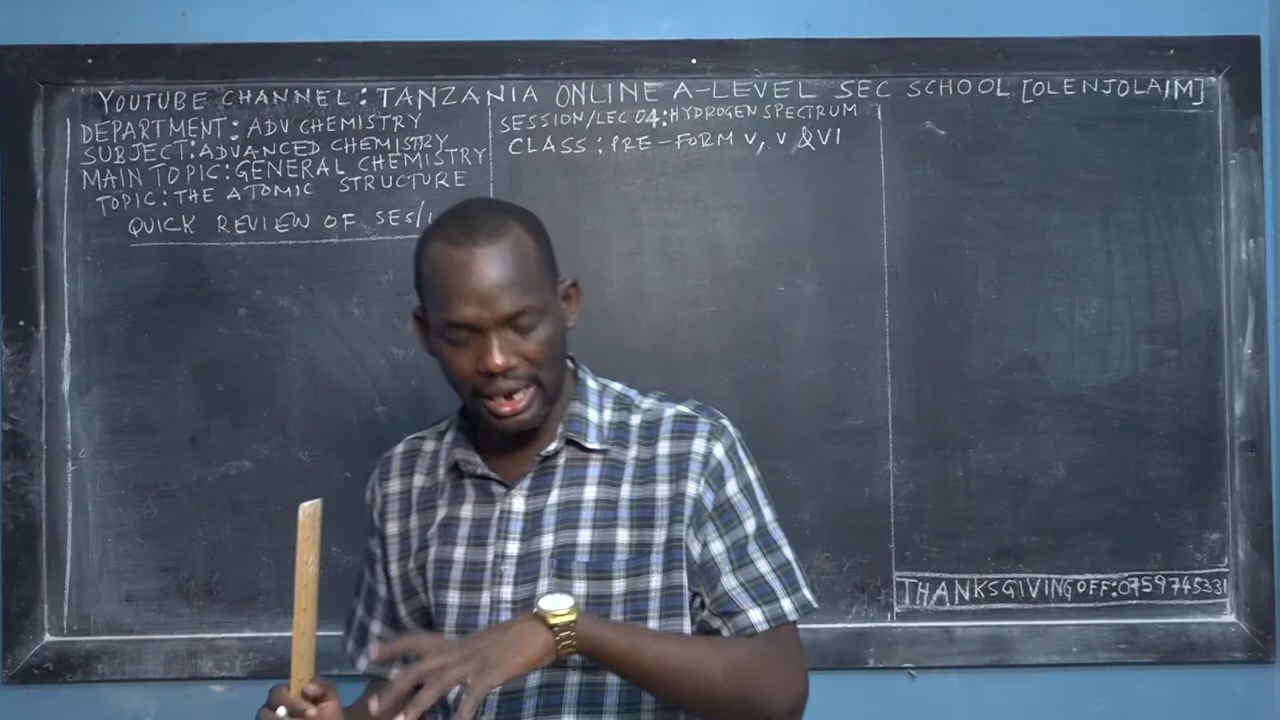 YOUTUBE CHANNEL: TANZANIA ONLINE A-LEVEL SEC SCHOOL [OLENJOLAIM]
DEPARTMENT: ADV CHEMISTRY
SUBJECT: ADVANCED CHEMISTRY
MAIN TOPIC: GENERAL CHEMISTRY
TOPIC: THE ATOMIC STRUCTURE
QUICK REVIEW OF SES/
SESSION/LEC 04: HYDROGEN SPECTRUM
CLASS: PRE-FORM V, V & VI
THANKSGIVING OFF: 0759745331